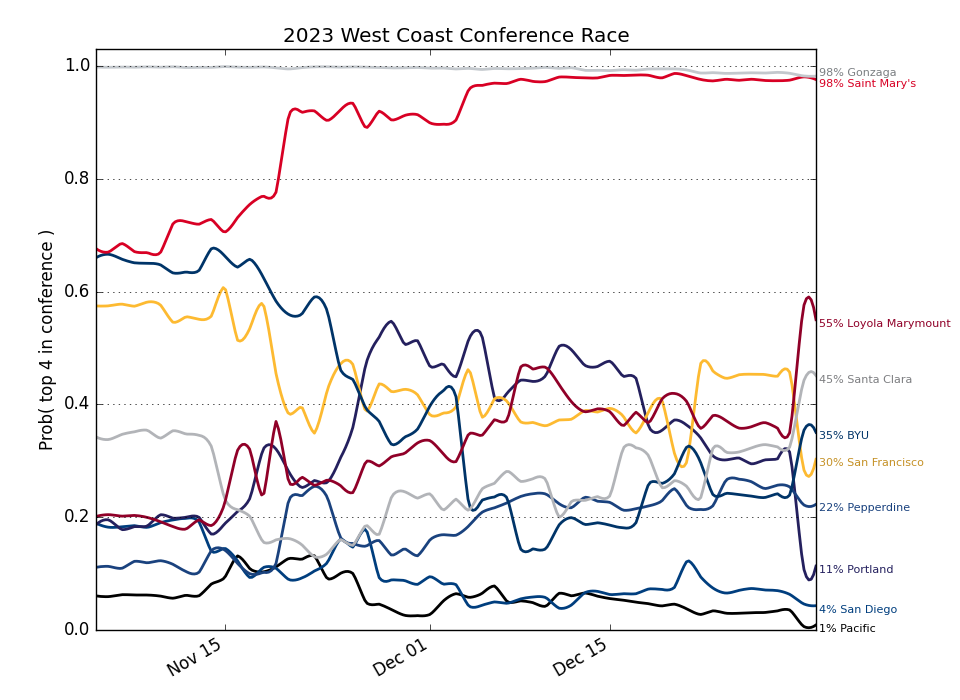 2023 West Coast Conference Race
Prob( top 4 in conference )
1.0
0.8
0.6
0.4
0.2
0.0
Nov 15
Dec 01
Dec 15
98% Gonzaga
98% Saint Mary's
55% Loyola Marymount
45% Santa Clara
35% BYU
30% San Francisco
22% Pepperdine
11% Portland
4% San Diego
1% Pacific